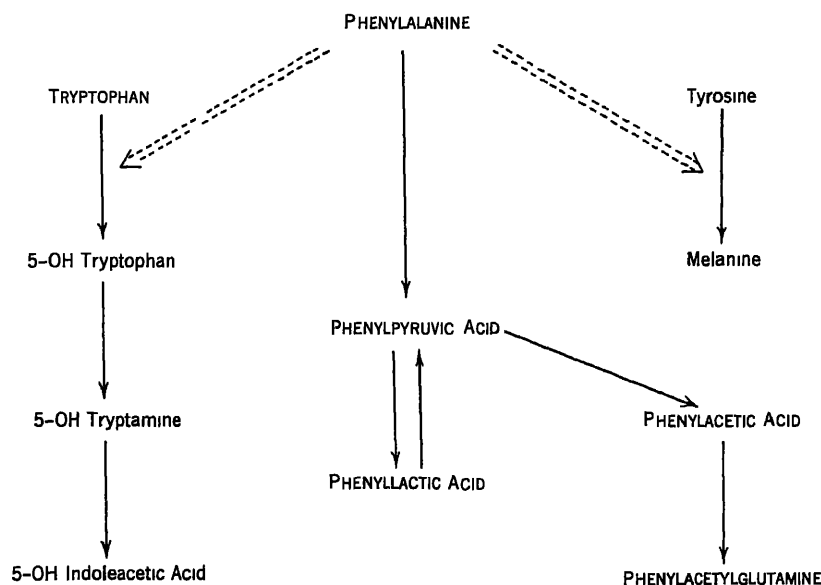 PHENYLALANINE
TRYPTOPHAN
Tyrosine
5-OH Tryptophan
Melanine
PHENYLPYRUVIC ACID
5-OH Tryptamine
PHENYLACETIC ACID
PHENYLLACTIC ACID
5-OH Indoleacetic Acid
PHENYLACETYLGLUTAMINE